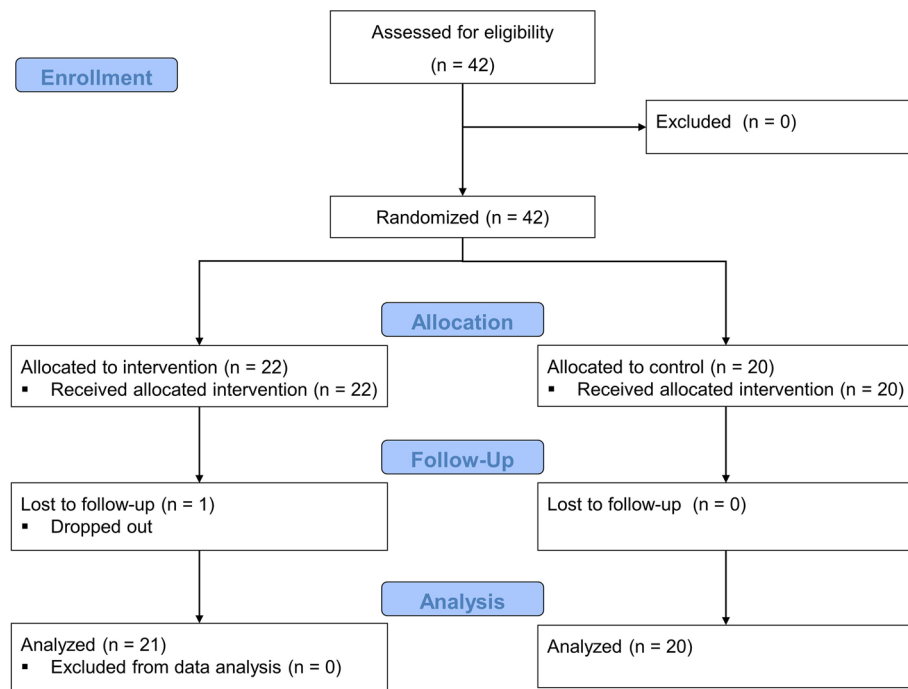 Assessed for eligibility
(n = 42)
Enrollment
Excluded (n = 0)
Randomized (n = 42)
Allocation
Allocated to intervention (n = 22)
▪ Received allocated intervention (n = 22)
Allocated to control (n = 20)
▪ Received allocated intervention (n = 20)
Follow-Up
Lost to follow-up (n = 1)
▪ Dropped out
Lost to follow-up (n = 0)
Analysis
Analyzed (n = 21)
▪ Excluded from data analysis (n = 0)
Analyzed (n = 20)